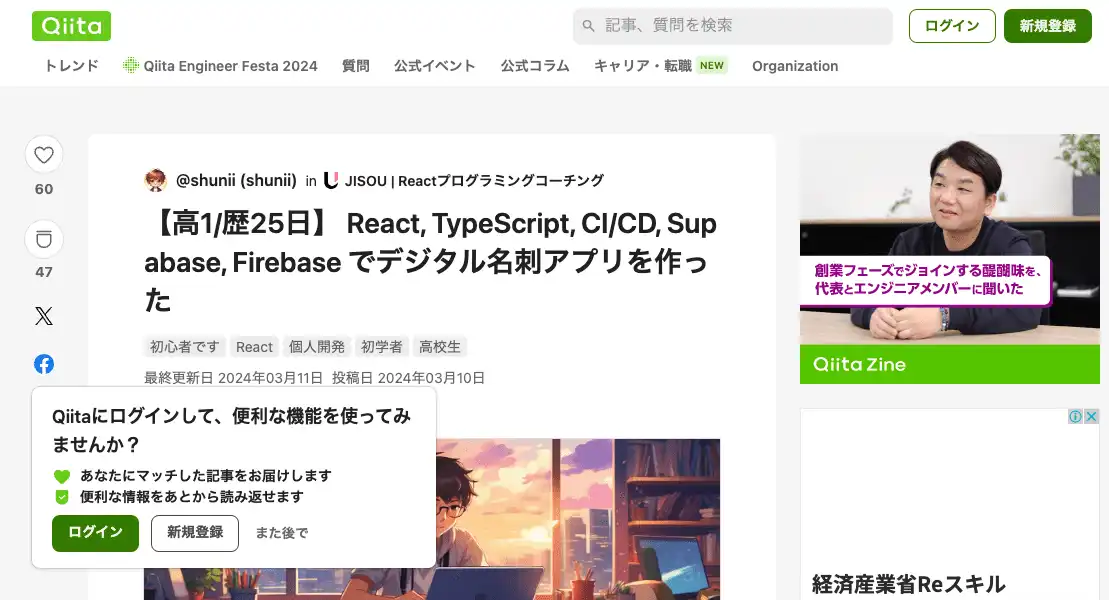 Qiita
記事、質問を検索
ログイン
新規登録
トレンド
Qiita Engineer Festa 2024
質問
公式イベント
公式コラム
キャリア・転職 NEW
Organization
60
47
@shunii (shunii) in JISOU | Reactプログラミングコーチング
【高1/歴25日】 React, TypeScript, CI/CD, Sup
abase, Firebase でデジタル名刺アプリを作っ
た
初心者です React 個人開発 初学者 高校生
最終更新日 2024年03月11日 投稿日 2024年03月10日
Qiitaにログインして、便利な機能を使ってみ
ませんか？
あなたにマッチした記事をお届けします
便利な情報をあとから読み返せます
ログイン
新規登録
また後で
創業フェーズでジョインする醍醐味を、
代表とエンジニアメンバーに聞いた
Qiita Zine
経済産業省Reスキル